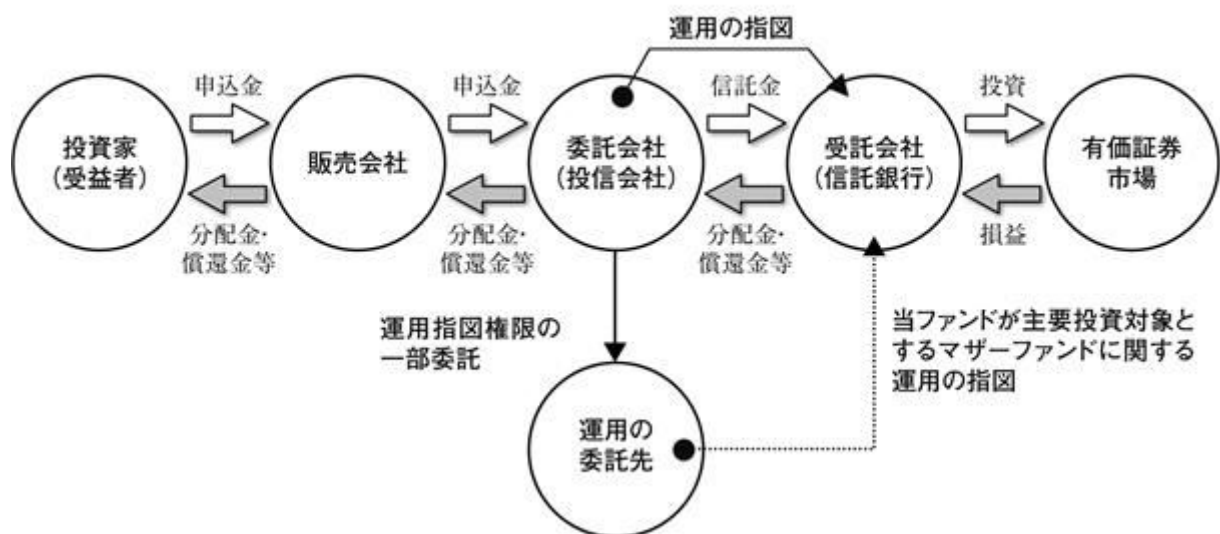 運用の指図
申込金
申込金
信託金
投資
投資家
（受益者）
販売会社
委託会社
（投信会社）
受託会社
（信託銀行）
有価証券
市場
分配金・
償還金等
分配金・
償還金等
分配金・
償還金等
損益
運用指図権限の
一部委託
当ファンドが主要投資対象と
するマザーファンドに関する
運用の指図
運用の
委託先